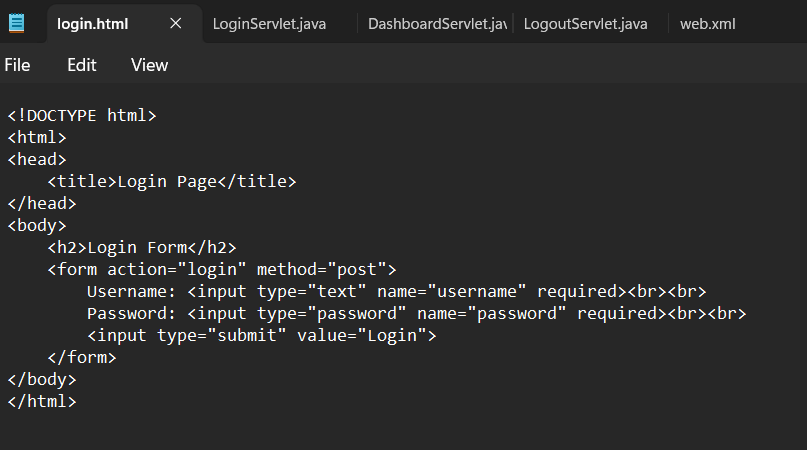 login.html LoginServlet.java DashboardServlet.jav LogoutServlet.java web.xml
File Edit View
<!DOCTYPE html>
<html>
<head>
    <title>Login Page</title>
</head>
<body>
    <h2>Login Form</h2>
    <form action="login" method="post">
        Username: <input type="text" name="username" required><br><br>
        Password: <input type="password" name="password" required><br><br>
        <input type="submit" value="Login">
    </form>
</body>
</html>